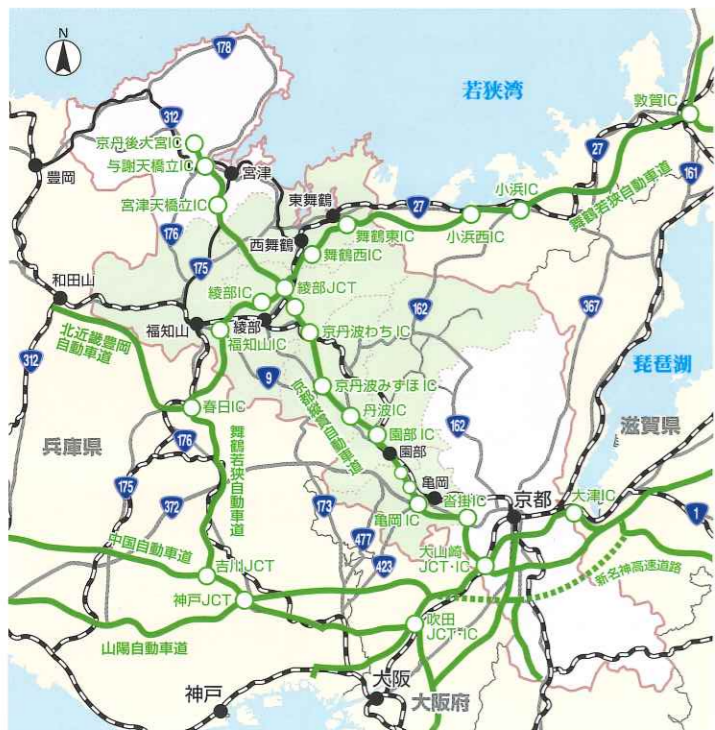 N
178
若狭湾
敦賀IC
312
27
161
京丹後大宮IC
与謝天橋立IC
豊岡
宮津
小浜IC
東舞鶴
27
舞鶴若狭自動車道
宮津天橋立IC
小浜西IC
176
西舞鶴
舞鶴東IC
舞鶴西IC
175
和田山
綾部IC
綾部JCT
162
367
福知山
綾部
京丹波わちIC
北近畿豊岡
自動車道
福知山IC
312
9
琵琶湖
京丹波みずほIC
京都縦貫自動車道
丹波IC
春日IC
園部IC
162
滋賀県
兵庫県
176
園部
舞鶴若狭自動車道
175
372
173
亀岡
沓掛IC
京都
大津IC
亀岡IC
1
477
中国自動車道
大山崎
JCT・IC
423
吉川JCT
新名神高速道路
神戸JCT
吹田
JCT・IC
山陽自動車道
大阪
神戸
大阪府